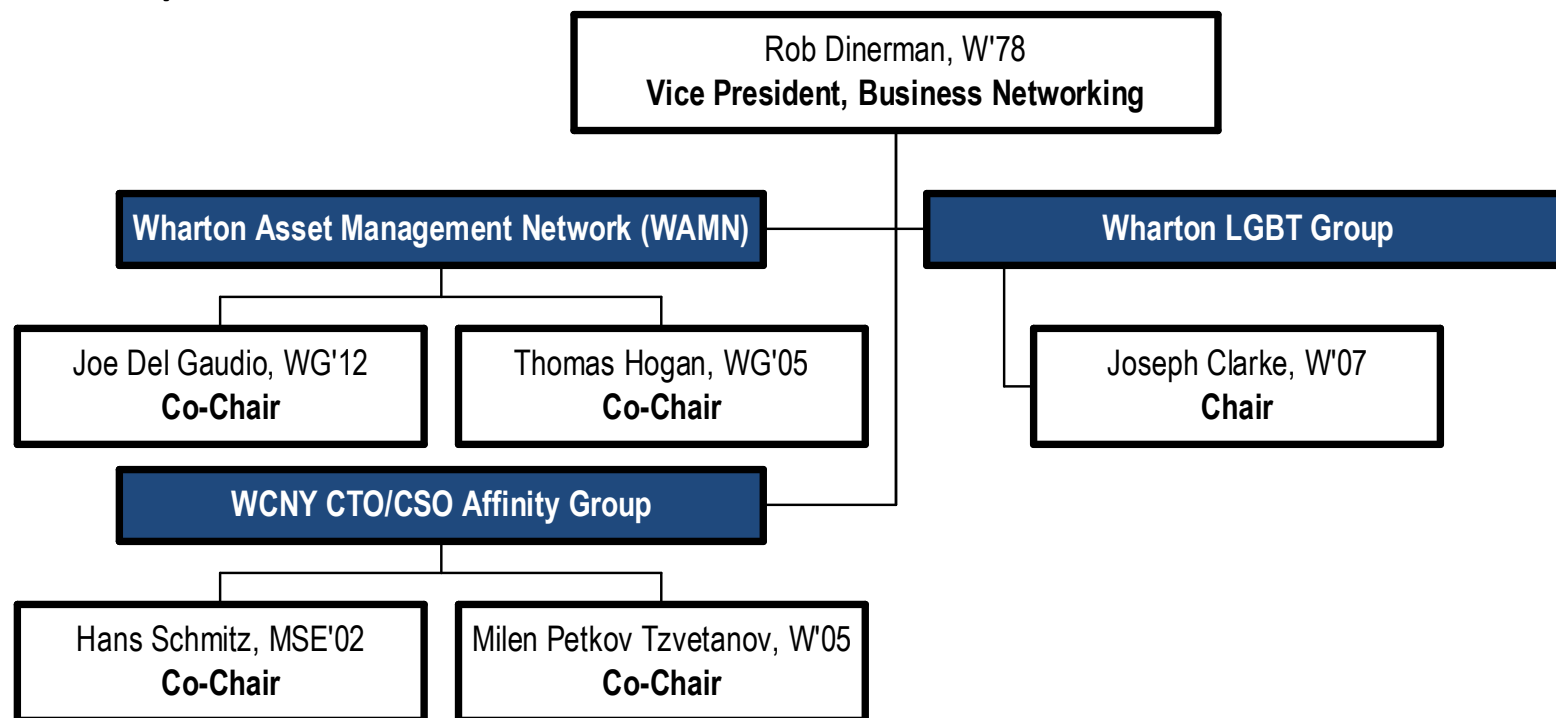 Rob Dinerman, W'78
Vice President, Business Networking
Wharton Asset Management Network (WAMN)
Wharton LGBT Group
Joe Del Gaudio, WG'12
Co-Chair
Thomas Hogan, WG'05
Co-Chair
Joseph Clarke, W'07
Chair
WCNY CTO/CSO Affinity Group
Hans Schmitz, MSE'02
Co-Chair
Milen Petkov Tzvetanov, W'05
Co-Chair